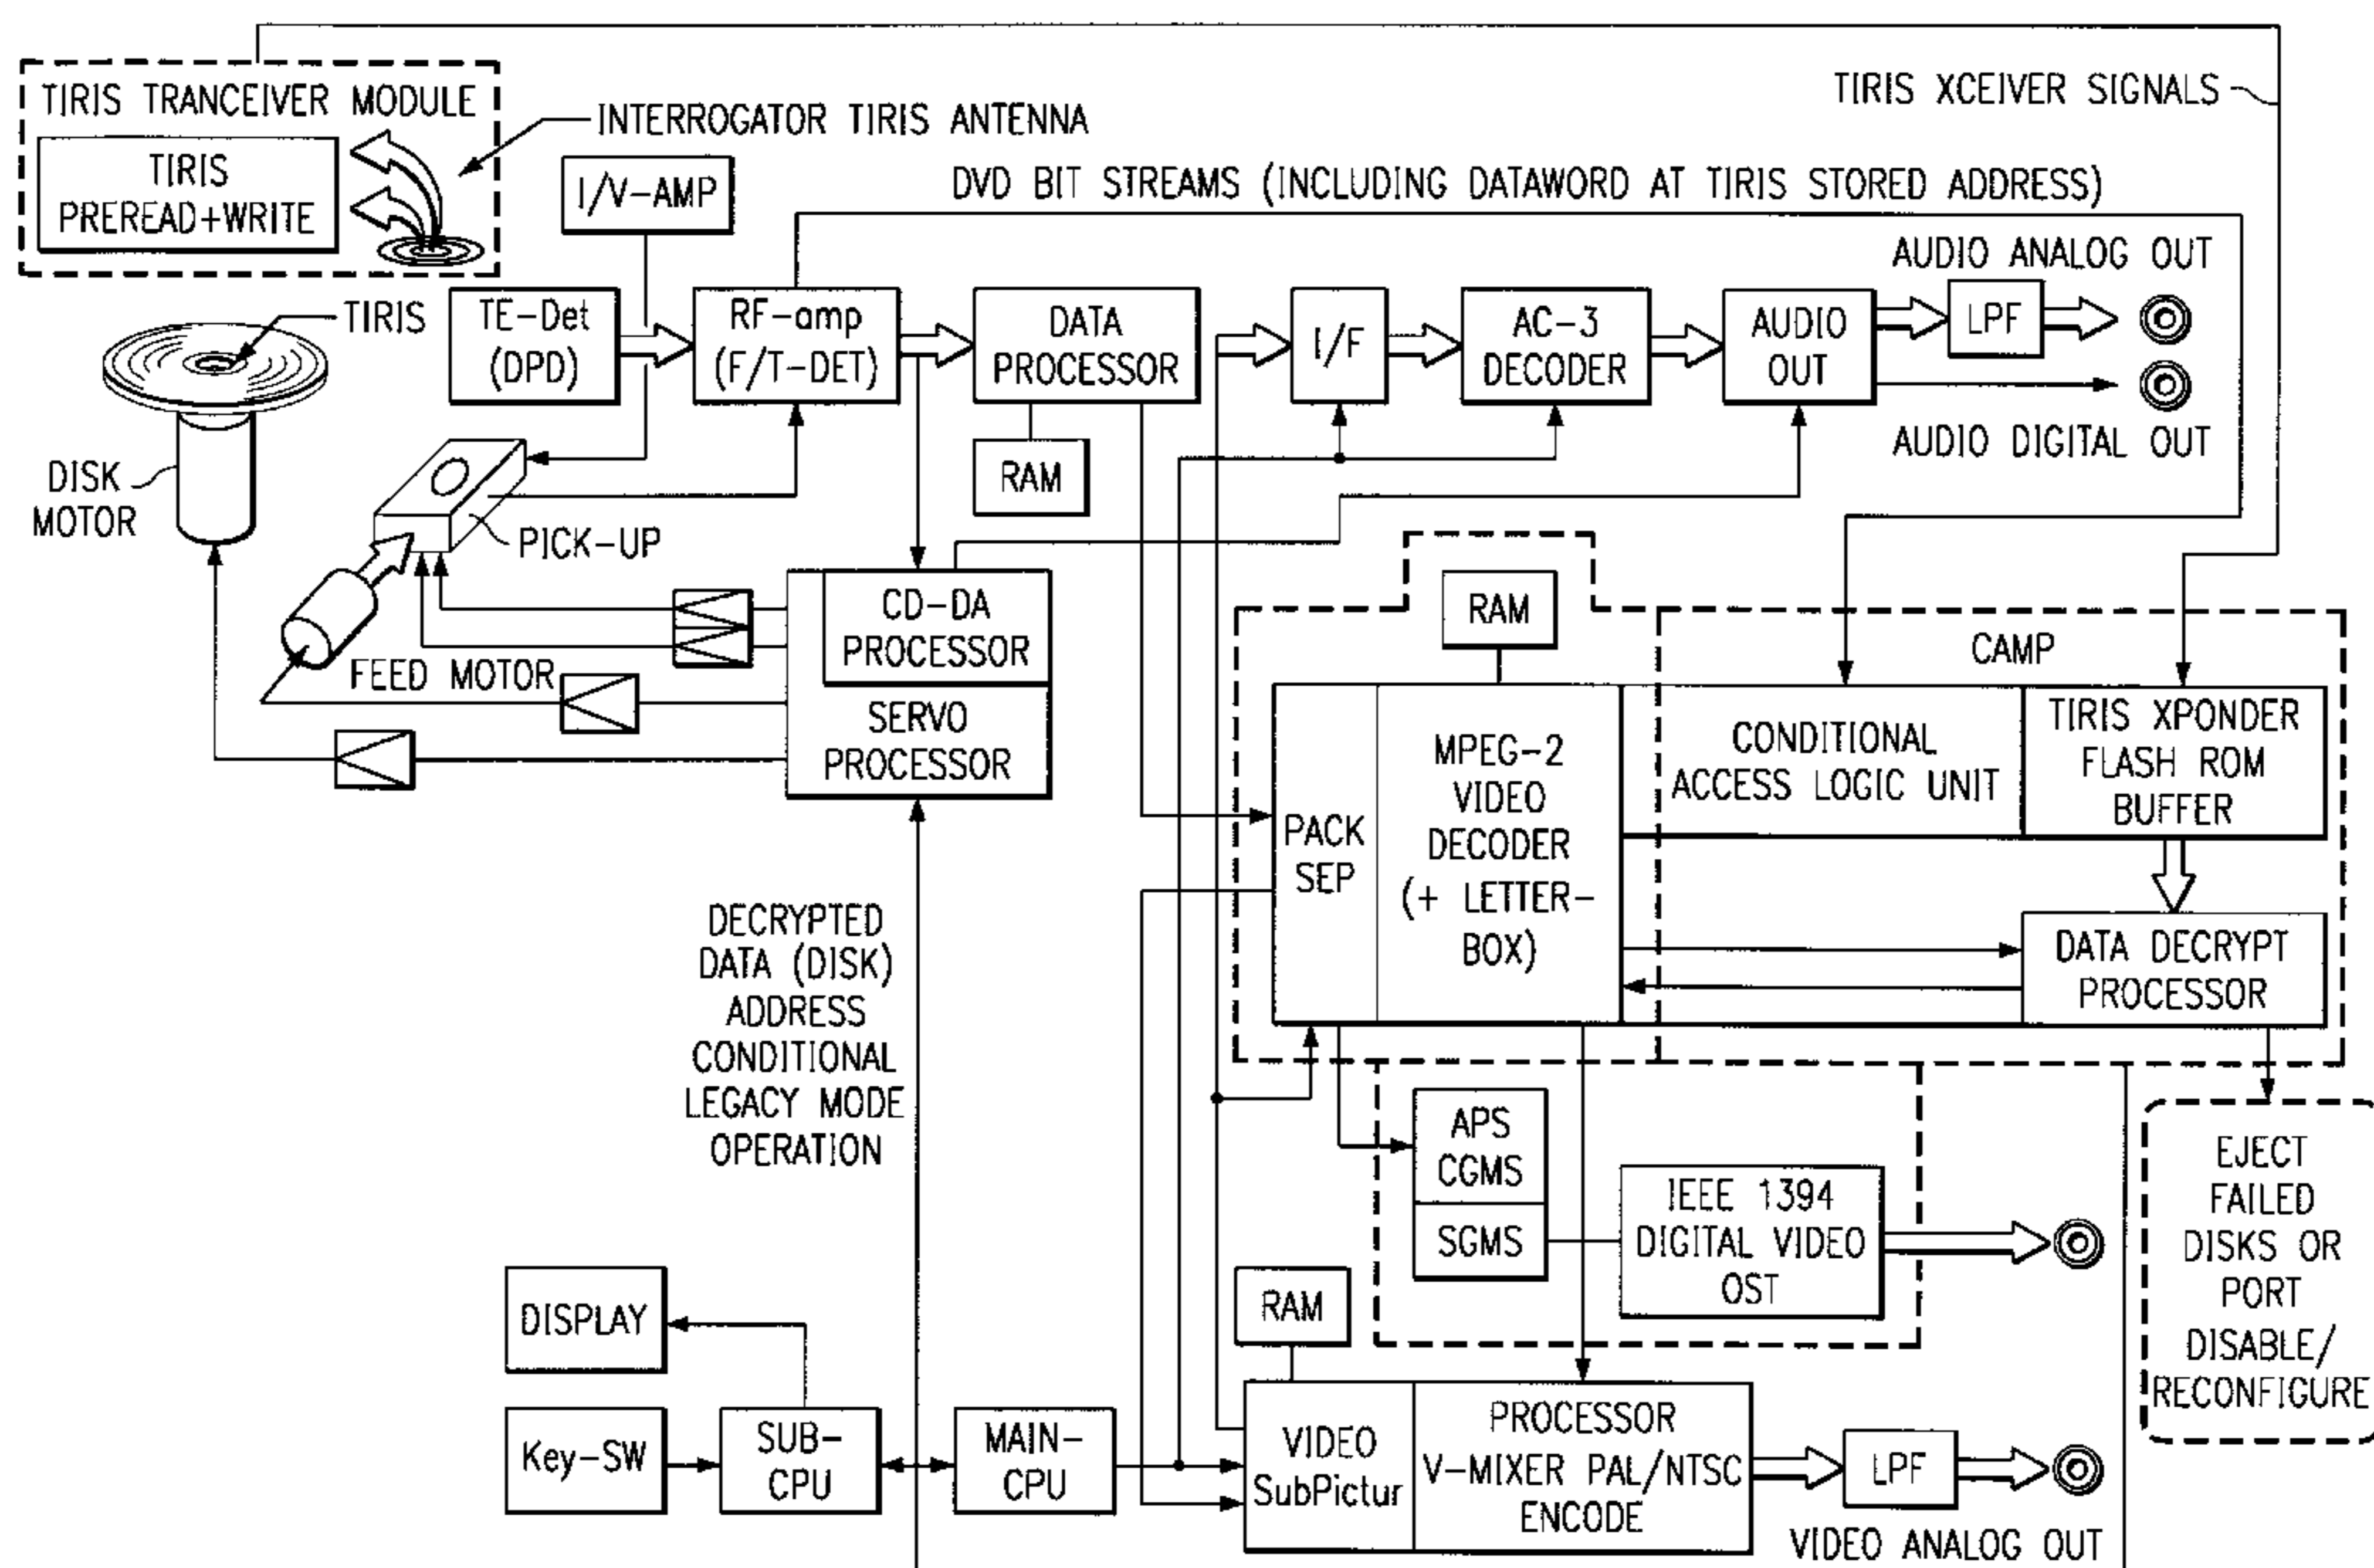 TIRIS TRANCEIVER MODULE
TIRIS
PREREAD+WRITE
INTERROGATOR TIRIS ANTENNA
TIRIS XCEIVER SIGNALS
I/V-AMP
DVD BIT STREAMS (INCLUDING DATAWORD AT TIRIS STORED ADDRESS)
TIRIS
TE-Det
(DPD)
RF-amp
(F/T-DET)
DATA
PROCESSOR
RAM
I/F
AC-3
DECODER
AUDIO
OUT
AUDIO ANALOG OUT
LPF
AUDIO DIGITAL OUT
DISK
MOTOR
PICK-UP
FEED MOTOR
CD-DA
PROCESSOR
SERVO
PROCESSOR
RAM
CAMP
PACK
SEP
MPEG-2
VIDEO
DECODER
(+ LETTER-
BOX)
CONDITIONAL
ACCESS LOGIC UNIT
TIRIS XPONDER
FLASH ROM
BUFFER
DATA DECRYPT
PROCESSOR
DECRYPTED
DATA (DISK)
ADDRESS
CONDITIONAL
LEGACY MODE
OPERATION
APS
CGMS
SGMS
IEEE 1394
DIGITAL VIDEO
OST
EJECT
FAILED
DISKS OR
PORT
DISABLE/
RECONFIGURE
DISPLAY
Key-SW
SUB-
CPU
MAIN-
CPU
RAM
VIDEO
SubPictur
PROCESSOR
V-MIXER PAL/NTSC
ENCODE
LPF
VIDEO ANALOG OUT